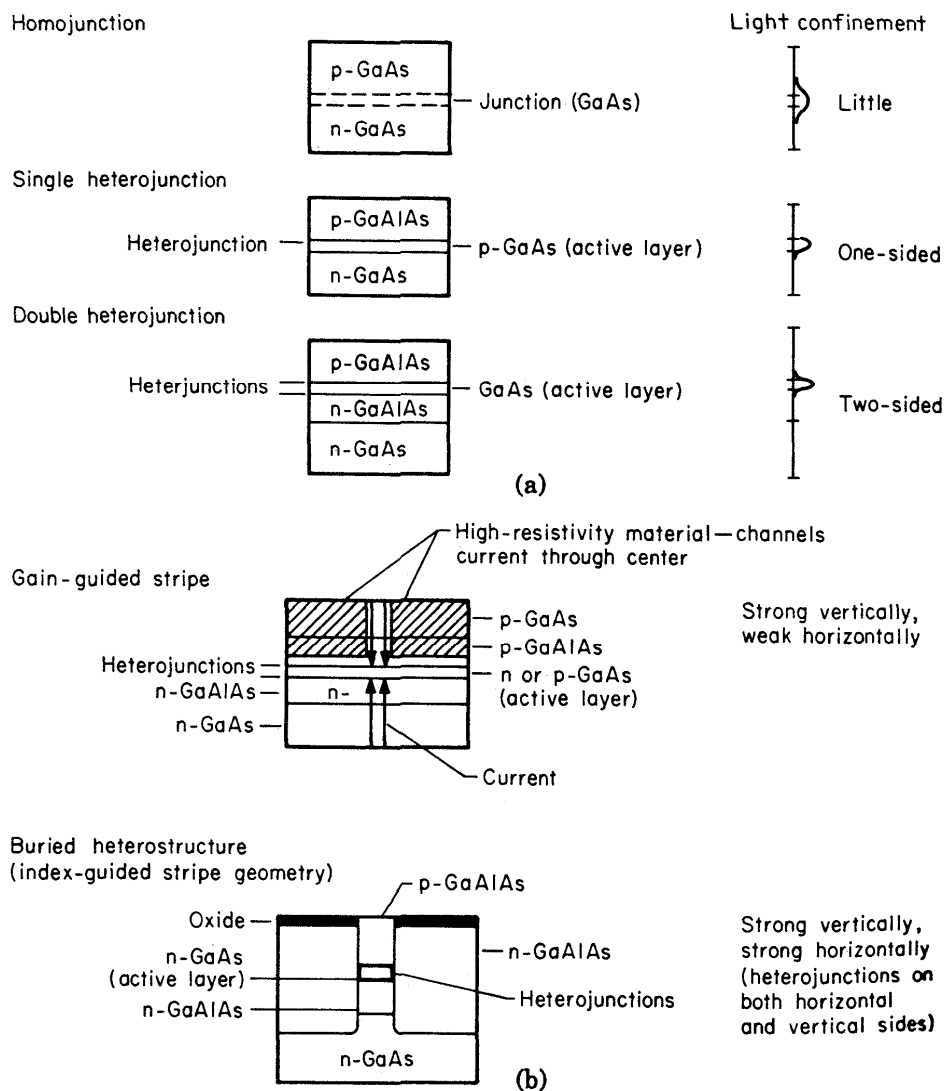 Homojunction
Light confinement
p-GaAs
Junction (GaAs)
n-GaAs
Little
Single heterojunction
p-GaAlAs
Heterojunction
p-GaAs (active layer)
n-GaAs
One-sided
Double heterojunction
p-GaAlAs
Heterjunctions
GaAs (active layer)
n-GaAlAs
n-GaAs
Two-sided
(a)
High-resistivity material—channels
current through center
Gain-guided stripe
p-GaAs
p-GaAlAs
Strong vertically,
weak horizontally
Heterojunctions
n-GaAlAs
n-
n or p-GaAs
(active layer)
n-GaAs
Current
Buried heterostructure
(index-guided stripe geometry)
p-GaAlAs
Oxide
n-GaAs
(active layer)
n-GaAlAs
n-GaAlAs
Heterojunctions
n-GaAs
Strong vertically,
strong horizontally
(heterojunctions on
both horizontal
and vertical sides)
(b)